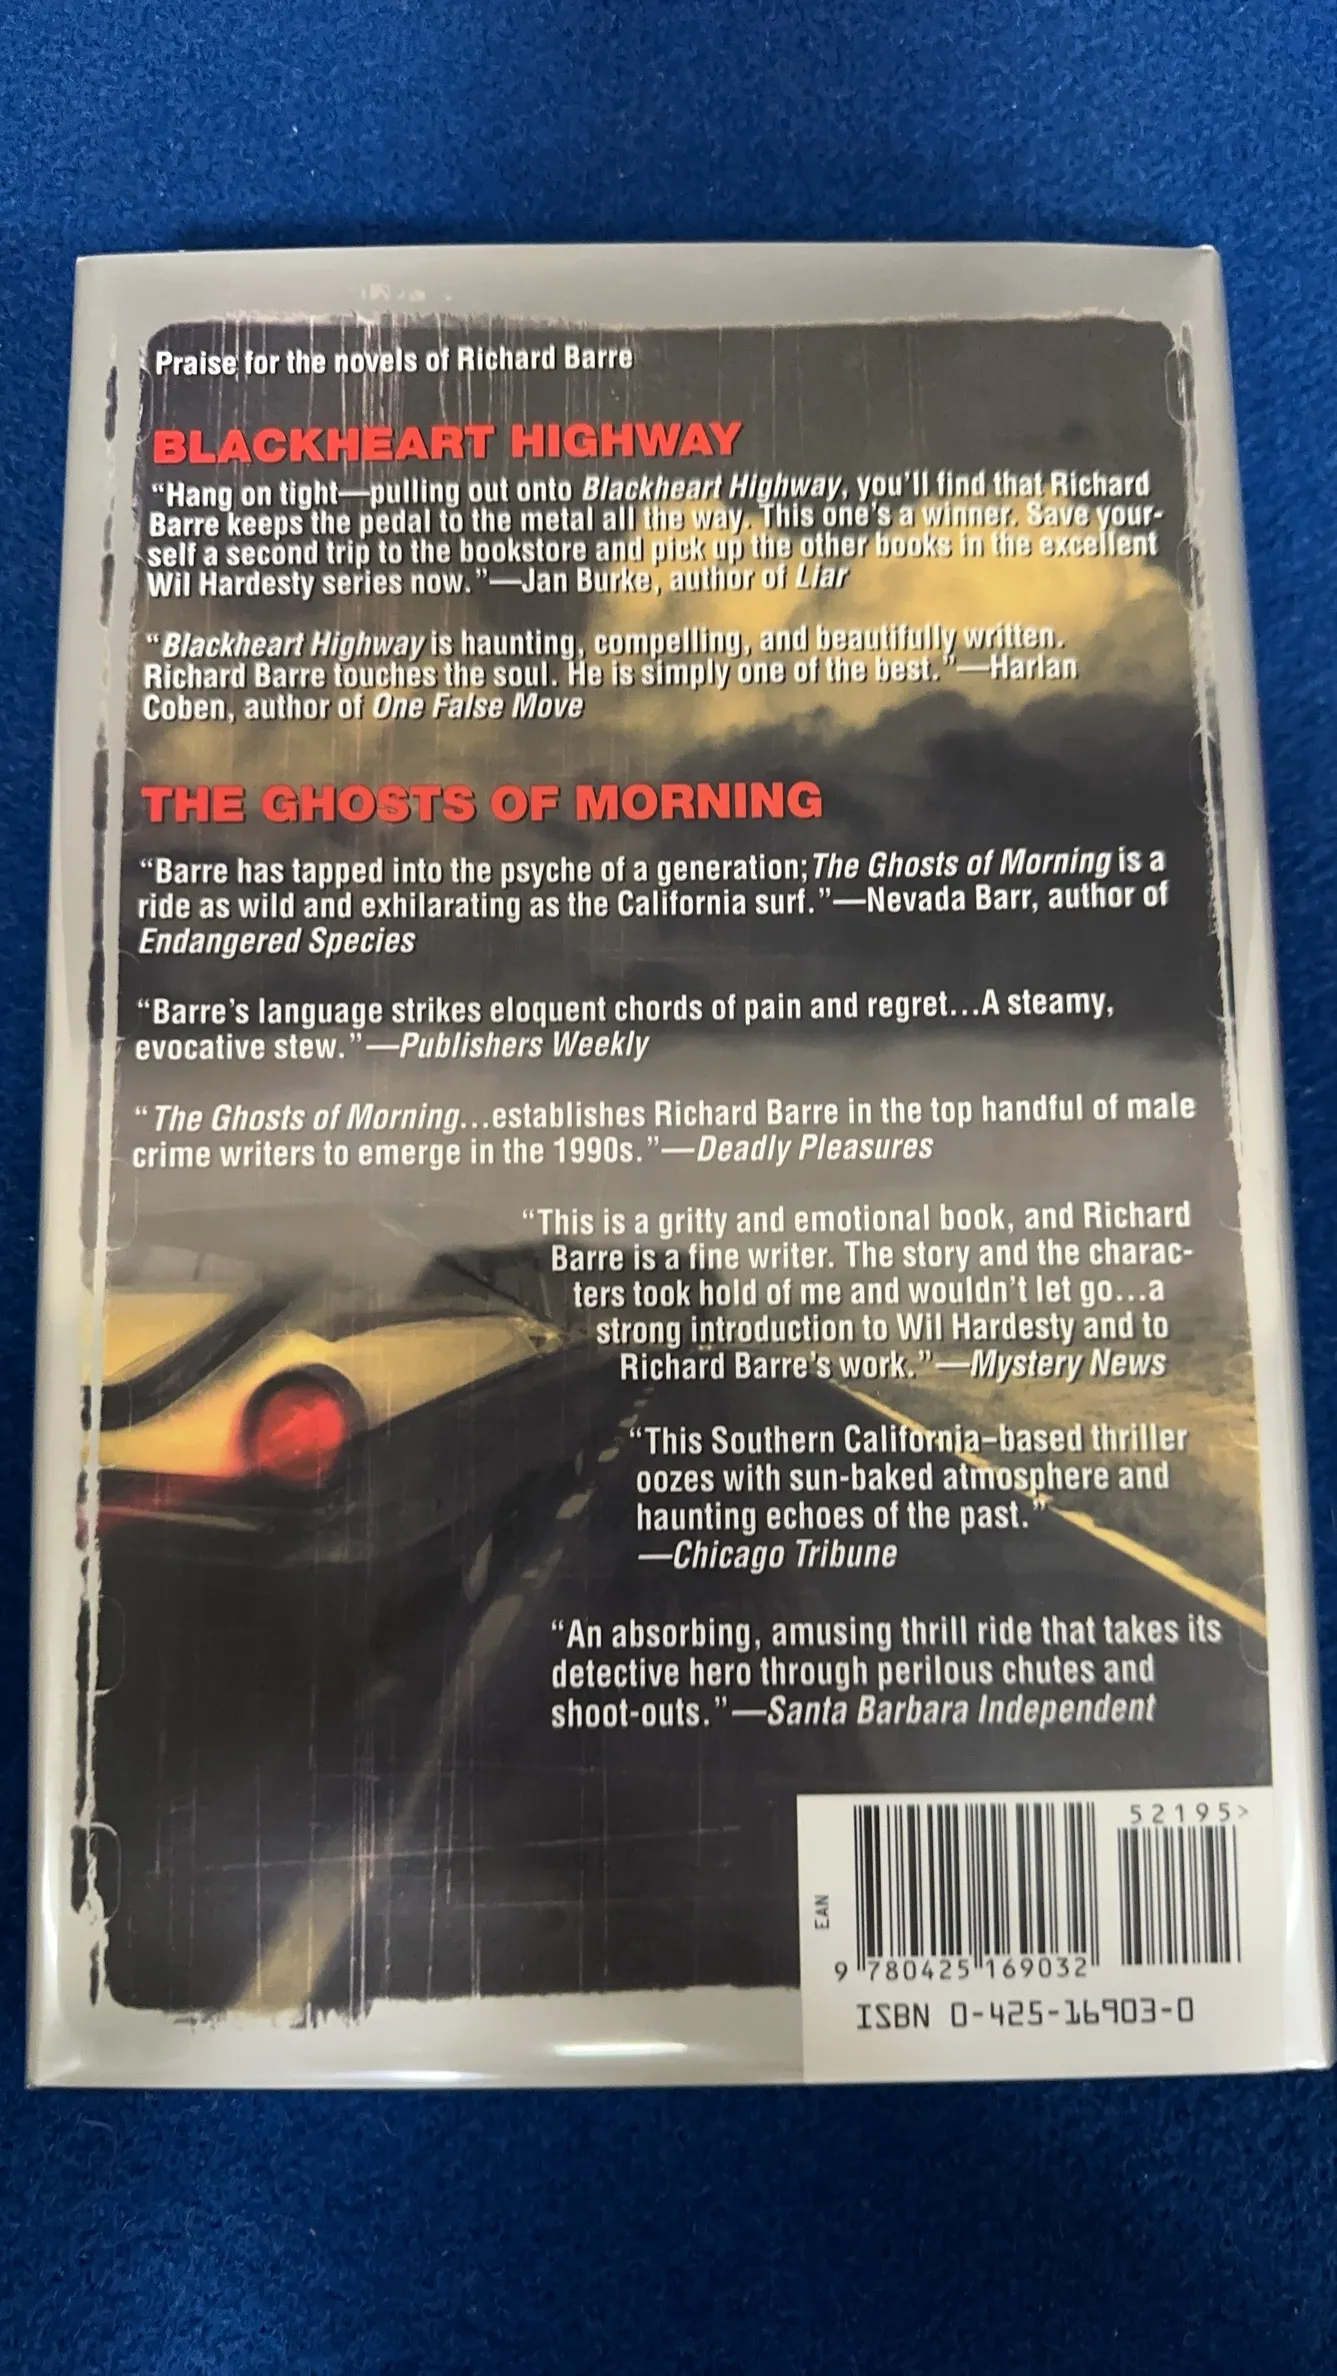 Praise for the novels of Richard Barre
BLACKHEART HIGHWAY
“Hang on tight—pulling out onto Blackheart Highway, you’ll find that Richard
Barre keeps the pedal to the metal all the way. This one’s a winner. Save your-
self a second trip to the bookstore and pick up the other books in the excellent
Wil Hardesty series now.”—Jan Burke, author of Liar
“Blackheart Highway is haunting, compelling, and beautifully written.
Richard Barre touches the soul. He is simply one of the best.”—Harlan
Coben, author of One False Move
THE GHOSTS OF MORNING
“Barre has tapped into the psyche of a generation; The Ghosts of Morning is a
ride as wild and exhilarating as the California surf.”—Nevada Barr, author of
Endangered Species
“Barre’s language strikes eloquent chords of pain and regret...A steamy,
evocative stew.”—Publishers Weekly
“The Ghosts of Morning...establishes Richard Barre in the top handful of male
crime writers to emerge in the 1990s.”—Deadly Pleasures
“This is a gritty and emotional book, and Richard
Barre is a fine writer. The story and the charac-
ters took hold of me and wouldn’t let go...a
strong introduction to Wil Hardesty and to
Richard Barre’s work.”—Mystery News
“This Southern California–based thriller
oozes with sun-baked atmosphere and
haunting echoes of the past.”
—Chicago Tribune
“An absorbing, amusing thrill ride that takes its
detective hero through perilous chutes and
shoot-outs.”—Santa Barbara Independent
52195>
EAN
9 780425 169032
ISBN 0-425-16903-0